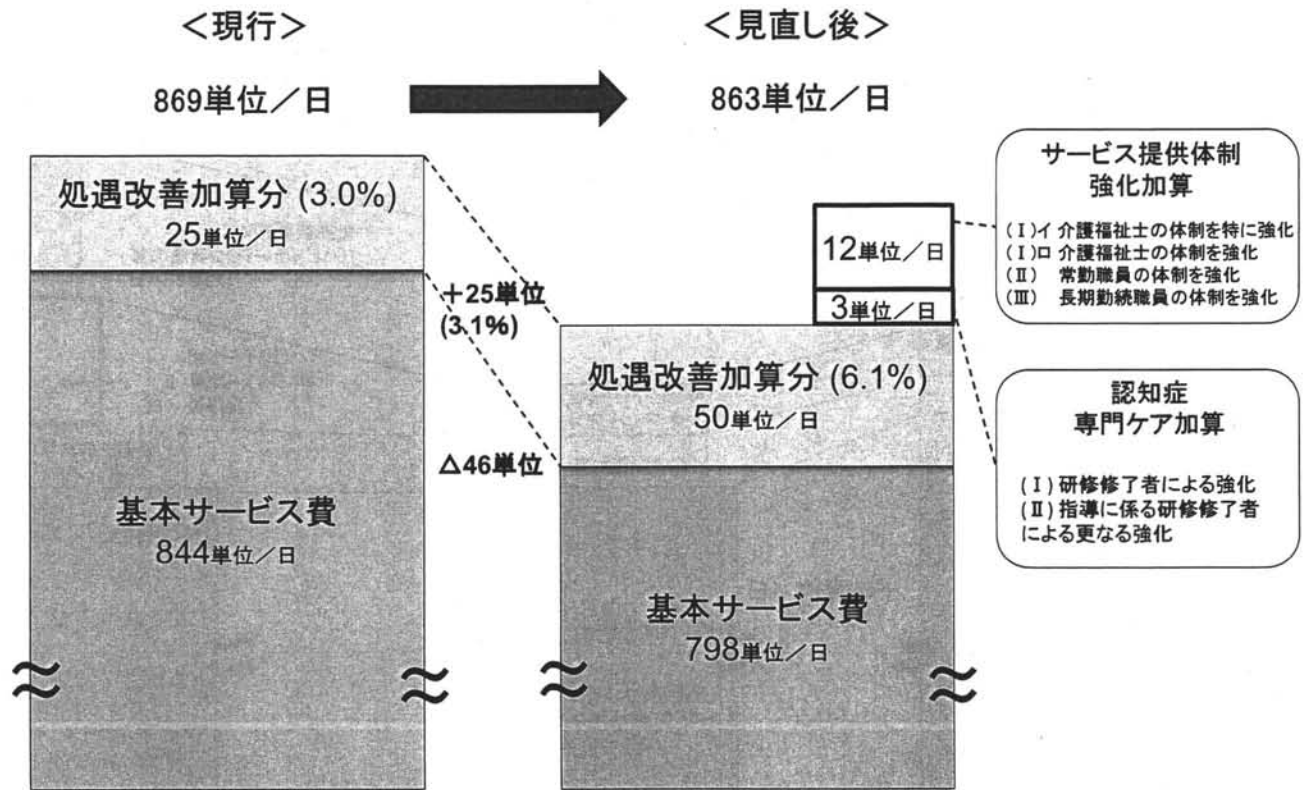 ＜現行＞
869単位／日
＜見直し後＞
863単位／日
処遇改善加算分 (3.0%)
25単位／日
基本サービス費
844単位／日
＋25単位
(3.1%)
△46単位
12単位／日
3単位／日
処遇改善加算分 (6.1%)
50単位／日
基本サービス費
798単位／日
サービス提供体制
強化加算
(Ⅰ)イ 介護福祉士の体制を特に強化
(Ⅰ)ロ 介護福祉士の体制を強化
(Ⅱ) 常勤職員の体制を強化
(Ⅲ) 長期勤続職員の体制を強化
認知症
専門ケア加算
(Ⅰ) 研修修了者による強化
(Ⅱ) 指導に係る研修修了者
による更なる強化